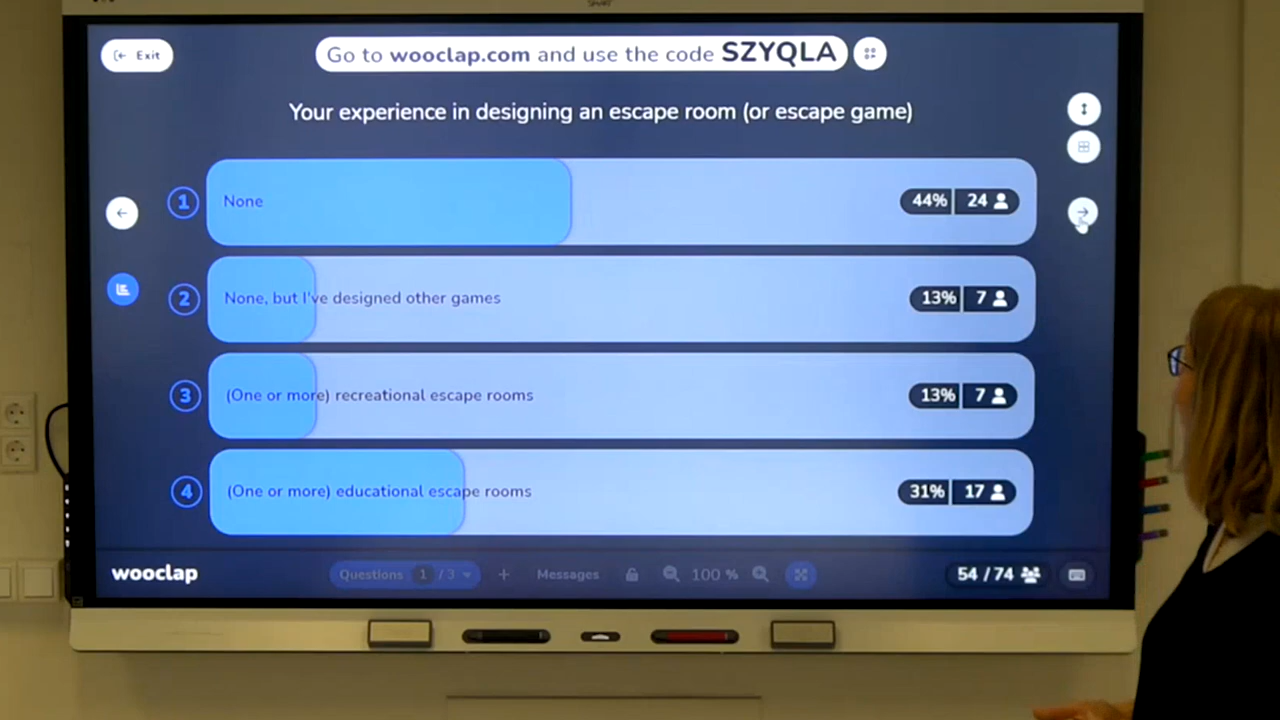 SMART
Exit
Go to wooclap.com and use the code SZYQLA
Your experience in designing an escape room (or escape game)
1 None 44% 24
2 None, but I've designed other games 13% 7
3 (One or more) recreational escape rooms 13% 7
4 (One or more) educational escape rooms 31% 17
wooclap Questions 1 / 3 + Messages 100 % 54 / 74